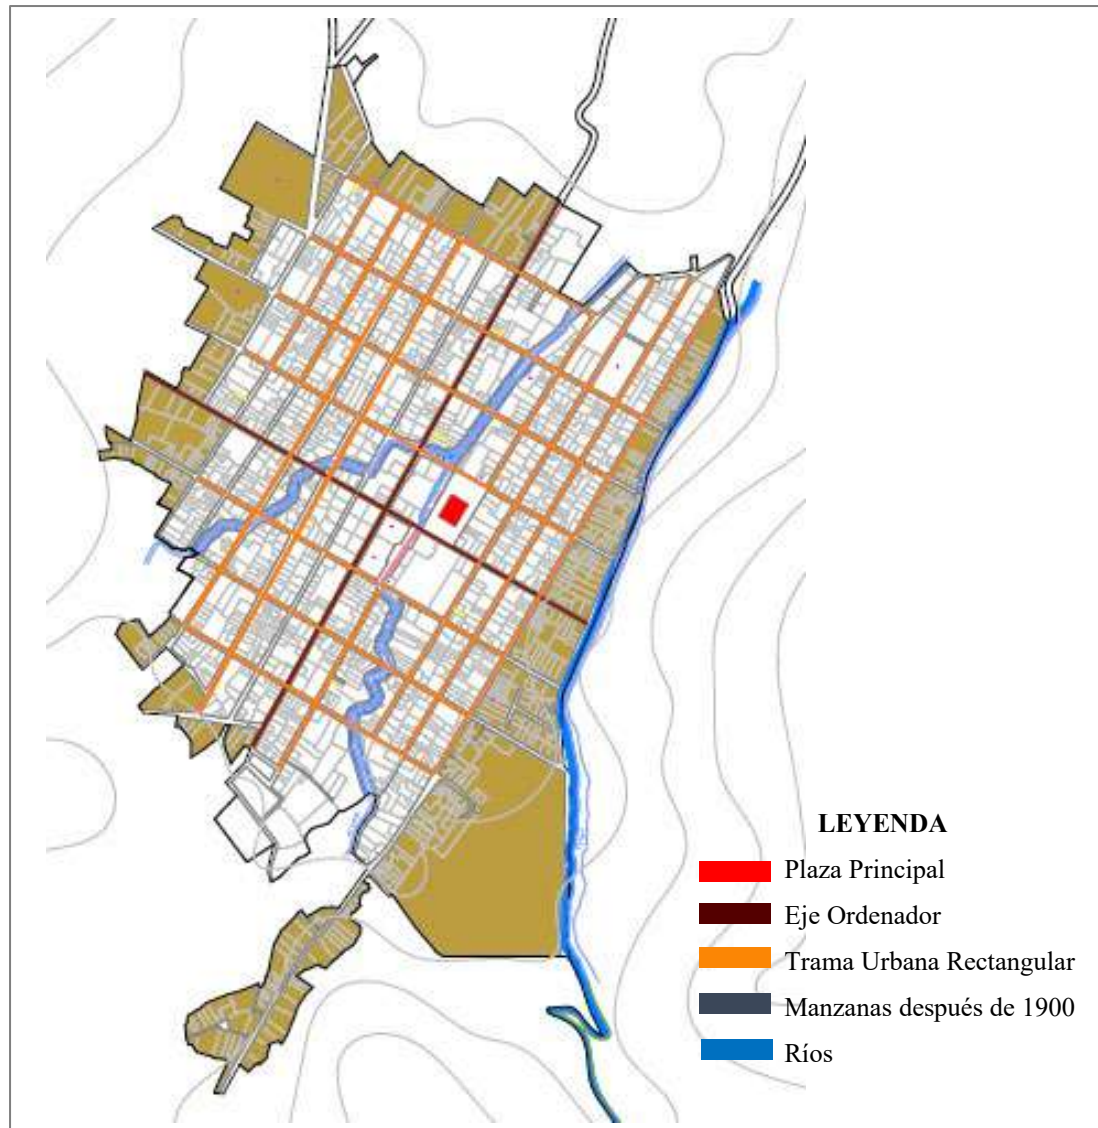 LEYENDA
Plaza Principal
Eje Ordenador
Trama Urbana Rectangular
Manzanas después de 1900
Ríos